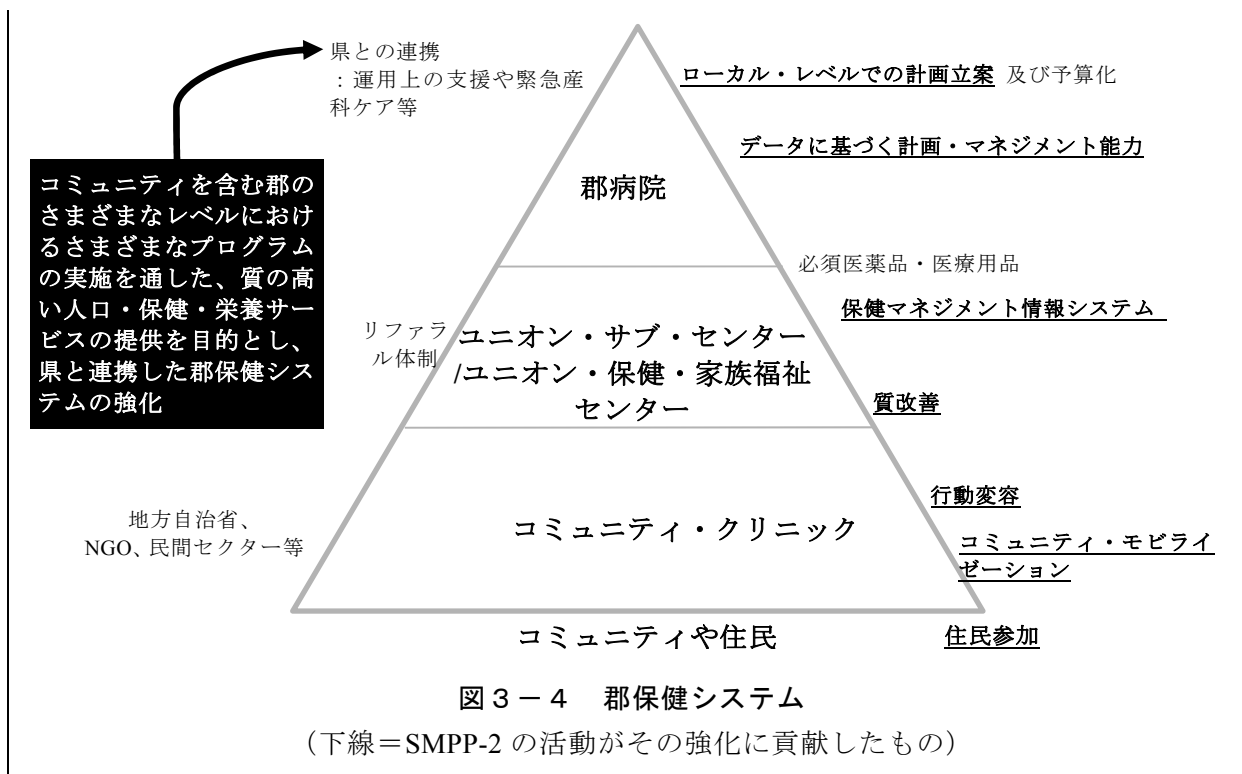 県との連携
：運用上の支援や緊急産
科ケア等
ローカル・レベルでの計画立案 及び予算化
データに基づく計画・マネジメント能力
コミュニティを含む郡の
さまざまなレベルにおけ
るさまざまなプログラム
の実施を通した、質の高
い人口・保健・栄養サー
ビスの提供を目的とし、
県と連携した郡保健シス
テムの強化
郡病院
必須医薬品・医療用品
保健マネジメント情報システム
リファラ
ル体制
ユニオン・サブ・センター
/ユニオン・保健・家族福祉
センター
質改善
行動変容
地方自治省、
NGO、民間セクター等
コミュニティ・クリニック
コミュニティ・モビライ
ゼーション
コミュニティや住民
住民参加
図３－４　郡保健システム
（下線＝SMPP-2 の活動がその強化に貢献したもの）